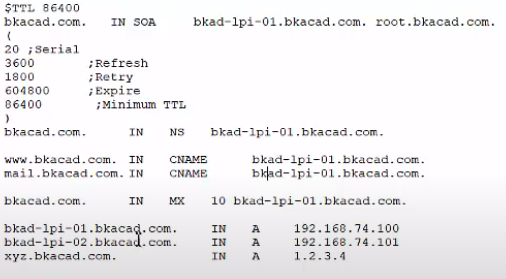 $TTL 86400
bkacad.com. IN SOA bkad-lpi-01.bkacad.com. root.bkacad.com.
(
20 ;Serial
3600 ;Refresh
1800 ;Retry
604800 ;Expire
86400 ;Minimum TTL
)
bkacad.com. IN NS bkad-lpi-01.bkacad.com.
www.bkacad.com. IN CNAME bkad-lpi-01.bkacad.com.
mail.bkacad.com. IN CNAME bkad-lpi-01.bkacad.com.
bkacad.com. IN MX 10 bkad-lpi-01.bkacad.com.
bkad-lpi-01.bkacad.com. IN A 192.168.74.100
bkad-lpi-02.bkacad.com. IN A 192.168.74.101
xyz.bkacad.com. IN A 1.2.3.4